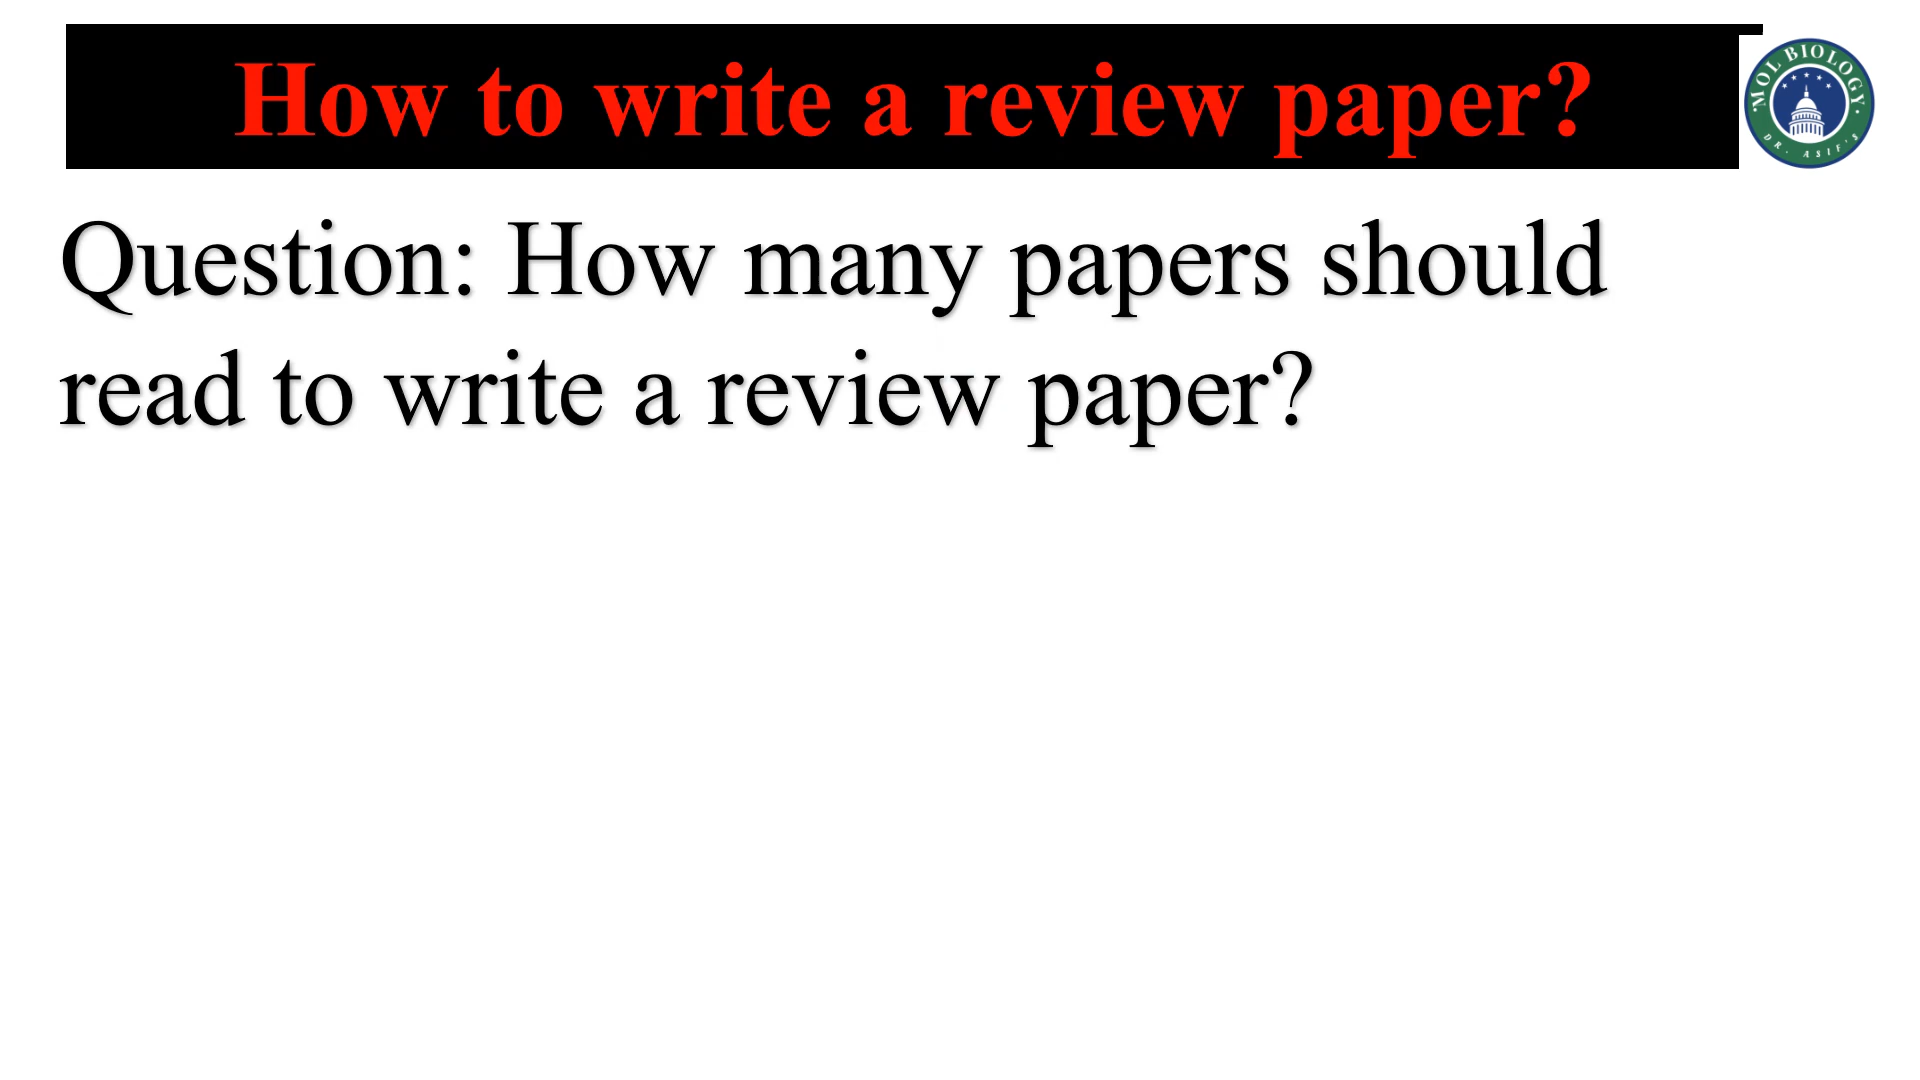 How to write a review paper?
MOL BIOLOGY
DR. ASIF'S
Question: How many papers should
read to write a review paper?